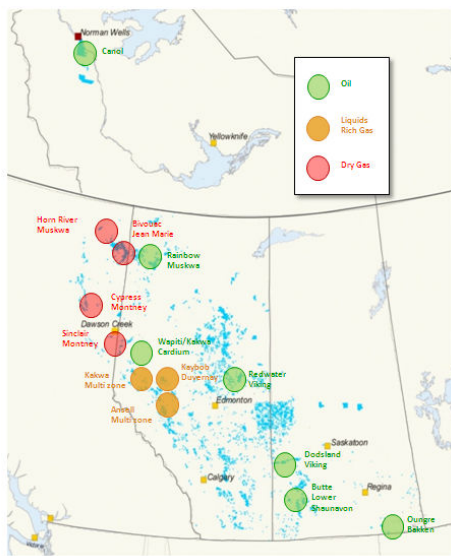 Norman Wells
Canol
Oil
Liquids
Rich Gas
Yellowknife
Dry Gas
Horn River
Muskwa
Bivouac
Jean Marie
Rainbow
Muskwa
Cypress
Montney
Dawson Creek
Sinclair
Montney
Wapiti/Kakwa
Cardium
Kakwa
Multi zone
Kaybob
Duvernay
Redwater
Viking
Ansell
Multi zone
Edmonton
Saskatoon
Dodsland
Viking
Calgary
Butte
Lower
Shaunavon
Regina
Oungre
Bakken